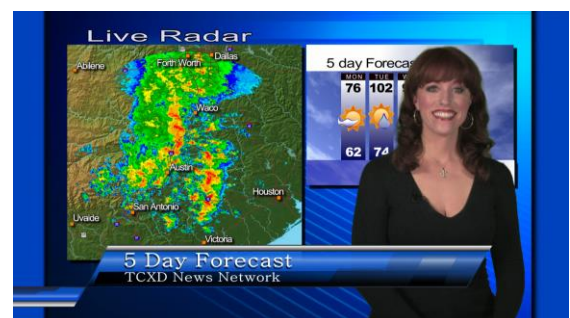 Live Radar
Abilene
Fort Worth
Dallas
Waco
Austin
Houston
San Antonio
Uvalde
Victoria
5 day Forecas
MON TUE W
76 102
62 74
5 Day Forecast
TCXD News Network